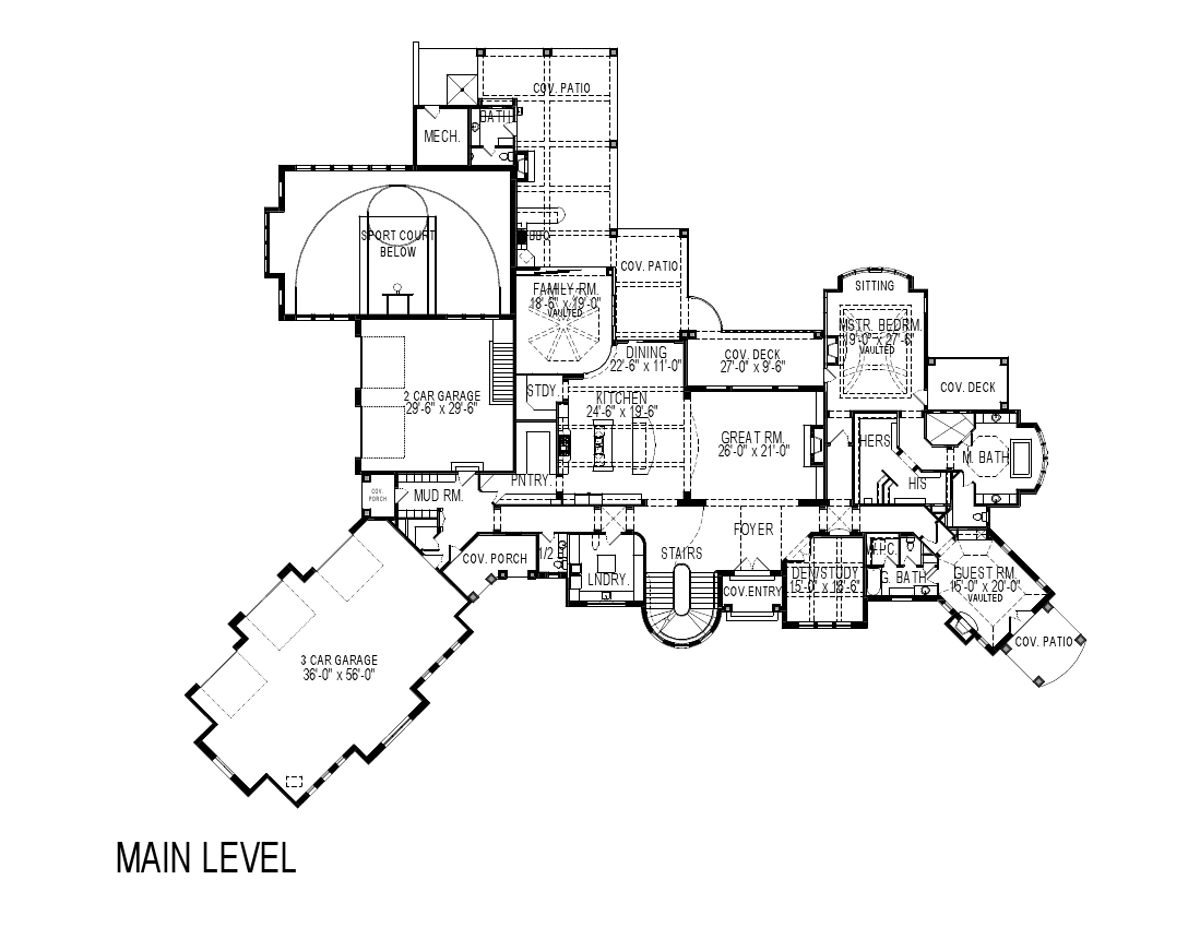 COV. PATIO
BATH
MECH.
SPORT COURT
BELOW
BBQ
COV. PATIO
FAMILY RM.
18'-6" x 19'-0"
VAULTED
SITTING
MSTR. BEDRM.
19'-0" x 27'-6"
VAULTED
DINING
22'-6" x 11'-0"
COV. DECK
27'-0" x 9'-6"
COV. DECK
STDY.
2 CAR GARAGE
29'-6" x 29'-6"
KITCHEN
24'-6" x 19'-6"
GREAT RM.
26'-0" x 21'-0"
HERS
M. BATH
HIS
PNTRY.
MUD RM.
COV.
PORCH
FOYER
STAIRS
COV. PORCH
1/2
LNDRY.
COV.ENTRY
DEN/STUDY
15'-0" x 16'-6"
G. BATH
GUEST RM.
15'-0" x 20'-0"
VAULTED
COV. PATIO
3 CAR GARAGE
36'-0" x 56'-0"
MAIN LEVEL